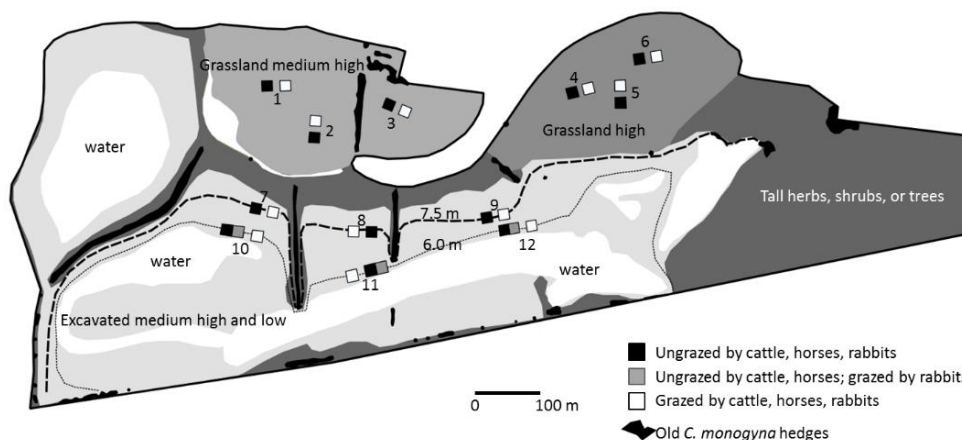 Grassland medium high
1
2
3
4
5
6
Grassland high
water
Tall herbs, shrubs, or trees
7
8
9
7.5 m
6.0 m
10
11
12
water
water
Excavated medium high and low
0
100 m
Ungrazed by cattle, horses, rabbits
Ungrazed by cattle, horses; grazed by rabbits
Grazed by cattle, horses, rabbits
Old C. monogyna hedges